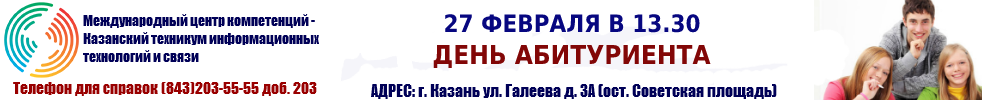 Международный центр компетенций -
Казанский техникум информационных
технологий и связи
Телефон для справок (843)203-55-55 доб. 203
27 ФЕВРАЛЯ В 13.30
ДЕНЬ АБИТУРИЕНТА
АДРЕС: г. Казань ул. Галеева д. 3А (ост. Советская площадь)